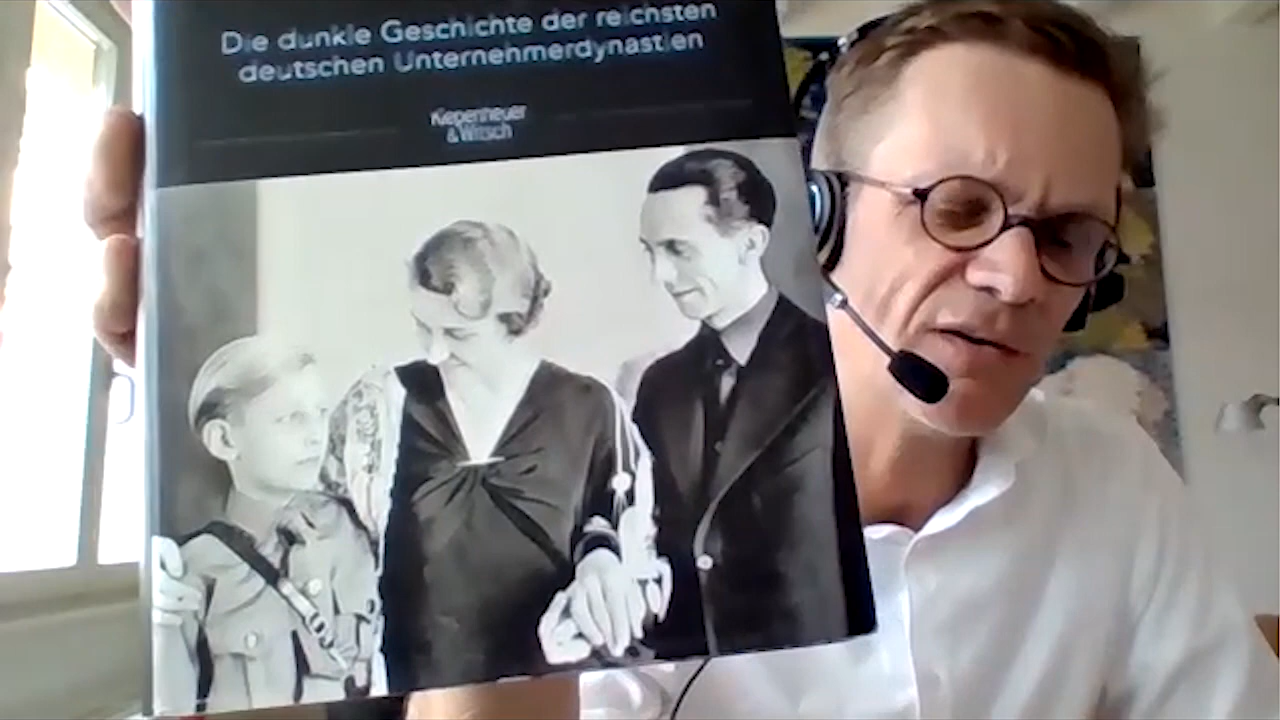 Die dunkle Geschichte der reichsten
deutschen Unternehmerdynastien
Kiepenheuer
& Witsch